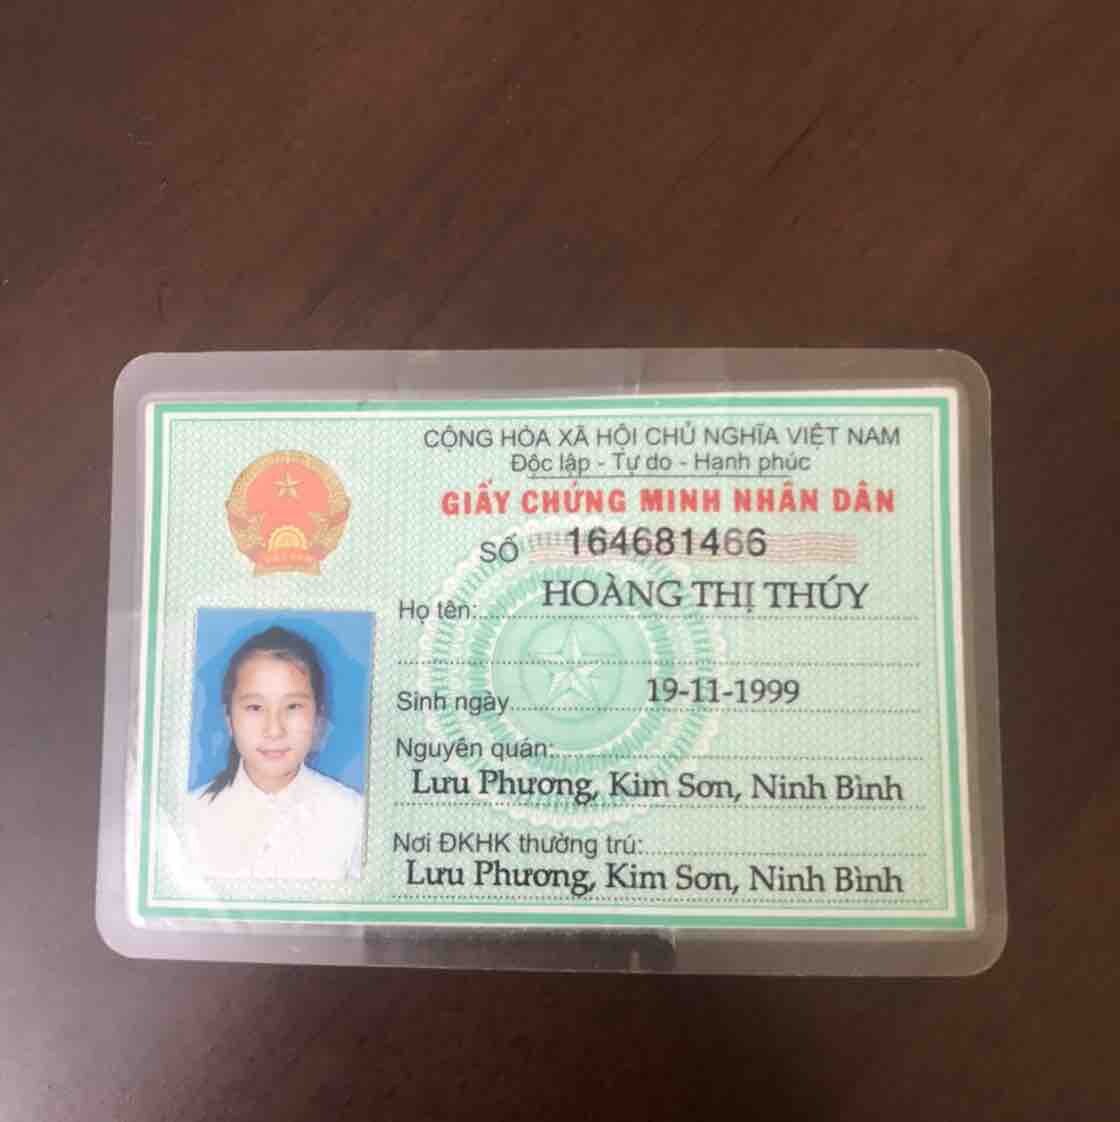 CỘNG HÒA XÃ HỘI CHỦ NGHĨA VIỆT NAM
Độc lập - Tự do - Hạnh phúc
GIẤY CHỨNG MINH NHÂN DÂN
SỐ 164681466
Họ tên: HOÀNG THỊ THÚY
Sinh ngày 19-11-1999
Nguyên quán:
Lưu Phương, Kim Sơn, Ninh Bình
Nơi ĐKHK thường trú:
Lưu Phương, Kim Sơn, Ninh Bình